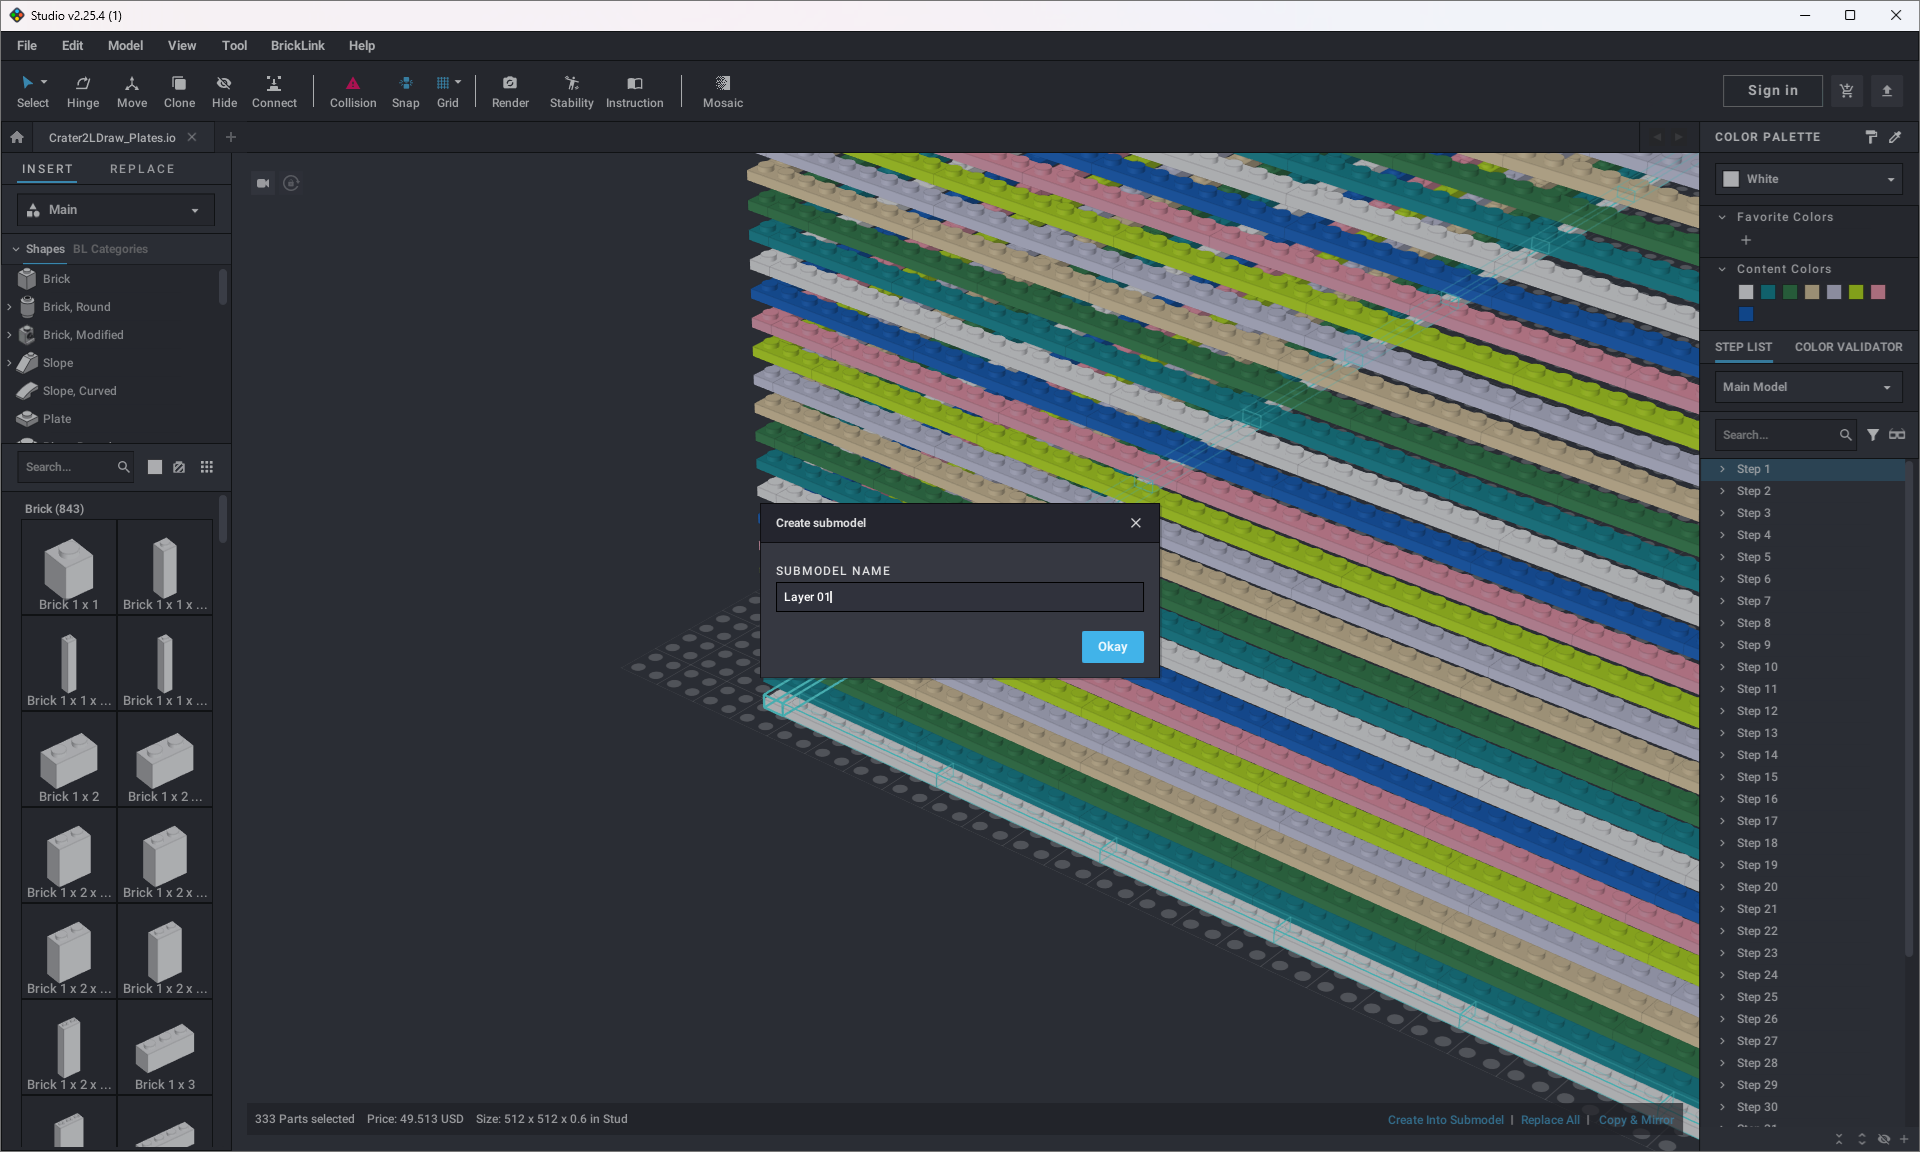 Studio v2.25.4 (1)
File Edit Model View Tool BrickLink Help
Select Hinge Move Clone Hide Connect Collision Snap Grid Render Stability Instruction Mosaic
Sign in
Crater2LDraw_Plates.io
INSERT REPLACE
Main
Shapes BL Categories
Brick
Brick, Round
Brick, Modified
Slope
Slope, Curved
Plate
Search...
Brick (843)
Brick 1 x 1 Brick 1 x 1 x ...
Brick 1 x 1 x ... Brick 1 x 1 x ...
Brick 1 x 2 Brick 1 x 2 ...
Brick 1 x 2 x ... Brick 1 x 2 x ...
Brick 1 x 2 x ... Brick 1 x 2 x ...
Brick 1 x 2 x ... Brick 1 x 3
Create submodel
SUBMODEL NAME
Layer 01
Okay
333 Parts selected Price: 49.513 USD Size: 512 x 512 x 0.6 in Stud
Create Into Submodel | Replace All | Copy & Mirror
COLOR PALETTE
White
Favorite Colors
Content Colors
STEP LIST COLOR VALIDATOR
Main Model
Search...
Step 1
Step 2
Step 3
Step 4
Step 5
Step 6
Step 7
Step 8
Step 9
Step 10
Step 11
Step 12
Step 13
Step 14
Step 15
Step 16
Step 17
Step 18
Step 19
Step 20
Step 21
Step 22
Step 23
Step 24
Step 25
Step 26
Step 27
Step 28
Step 29
Step 30